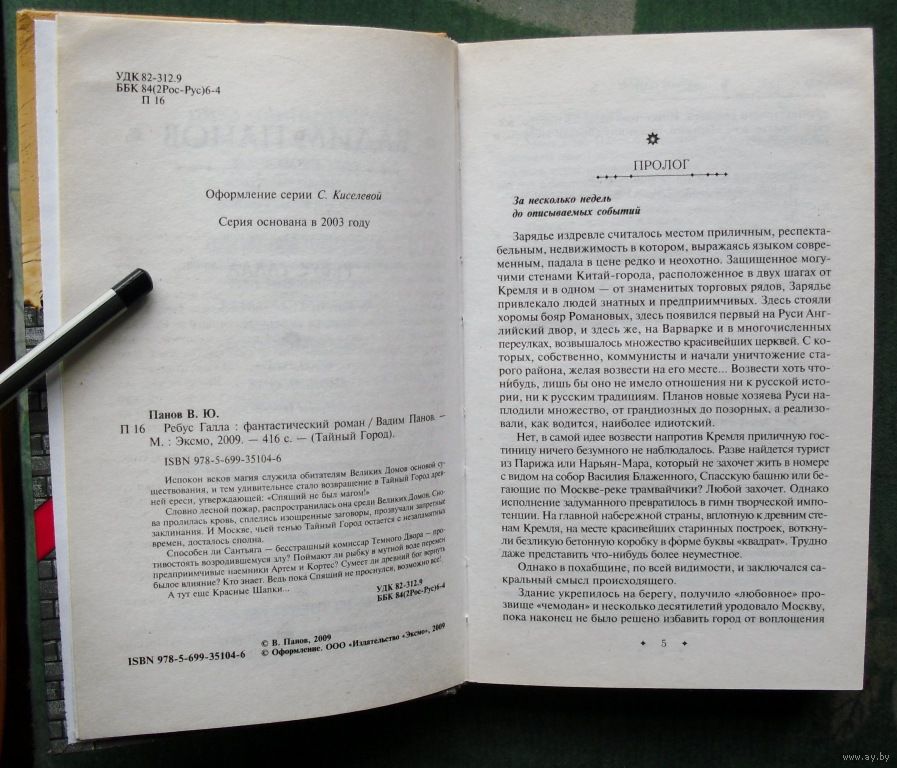 УДК 82-312.9
ББК 84(2Рос-Рус)6-4
П 16
Оформление серии С. Киселевой
Серия основана в 2003 году
Панов В. Ю.
П 16 Ребус Галла : фантастический роман / Вадим Панов. —
М. : Эксмо, 2009. — 416 с. — (Тайный Город).
ISBN 978-5-699-35104-6
Испокон веков магия служила обитателям Великих Домов основой су-
ществования, и тем удивительнее стало возвращение в Тайный Город древ-
ней ереси, утверждающей: «Спящий не был магом!»
Словно лесной пожар, распространилась она среди Великих Домов. Сно-
ва пролилась кровь, сплелись изощренные заговоры, прозвучали запретные
заклинания. И Москве, чьей тенью Тайный Город остается с незапамятных
времен, досталось сполна.
Способен ли Сантьяга — бесстрашный комиссар Темного Двора — про-
тивостоять возродившемуся злу? Поймают ли рыбку в мутной воде перемен
предприимчивые наемники Артем и Кортес? Сумеет ли древний бог вернуть
былое влияние? Кто знает. Ведь пока Спящий не проснулся, возможно все!
А тут еще Красные Шапки...
УДК 82-312.9
ББК 84(2Рос-Рус)6-4
© В. Панов, 2009
ISBN 978-5-699-35104-6 © Оформление. ООО «Издательство «Эксмо», 2009
ПРОЛОГ
За несколько недель
до описываемых событий
Зарядье издревле считалось местом приличным, респекта-
бельным, недвижимость в котором, выражаясь языком совре-
менным, падала в цене редко и неохотно. Защищенное могу-
чими стенами Китай-города, расположенное в двух шагах от
Кремля и в одном — от знаменитых торговых рядов, Зарядье
привлекало людей знатных и предприимчивых. Здесь стояли
хоромы бояр Романовых, здесь появился первый на Руси Анг-
лийский двор, и здесь же, на Варварке и в многочисленных
переулках, возвышалось множество красивейших церквей. С ко-
торых, собственно, коммунисты и начали уничтожение ста-
рого района, желая возвести на его месте... Возвести хоть что-
нибудь, лишь бы оно не имело отношения ни к русской исто-
рии, ни к русским традициям. Планов новые хозяева Руси на-
плодили множество, от грандиозных до позорных, а реализо-
вали, как водится, наиболее идиотский.
Нет, в самой идее возвести напротив Кремля приличную гос-
тиницу ничего безумного не наблюдалось. Разве найдется турист
из Парижа или Нарьян-Мара, который не захочет жить в номере
с видом на собор Василия Блаженного, Спасскую башню или бе-
гающие по Москве-реке трамвайчики? Любой захочет. Однако
исполнение задуманного превратилось в гимн творческой импо-
тенции. На главной набережной страны, вплотную к древним сте-
нам Кремля, на месте красивейших старинных построек, воткну-
ли безликую бетонную коробку в форме буквы «квадрат». Трудно
даже представить что-нибудь более неуместное.
Однако в похабщине, по всей видимости, и заключался са-
кральный смысл происходящего.
Здание укрепилось на берегу, получило «любовное» про-
звище «чемодан» и несколько десятилетий уродовало Москву,
пока наконец не было решено избавить город от воплощения
5
www.ay.by